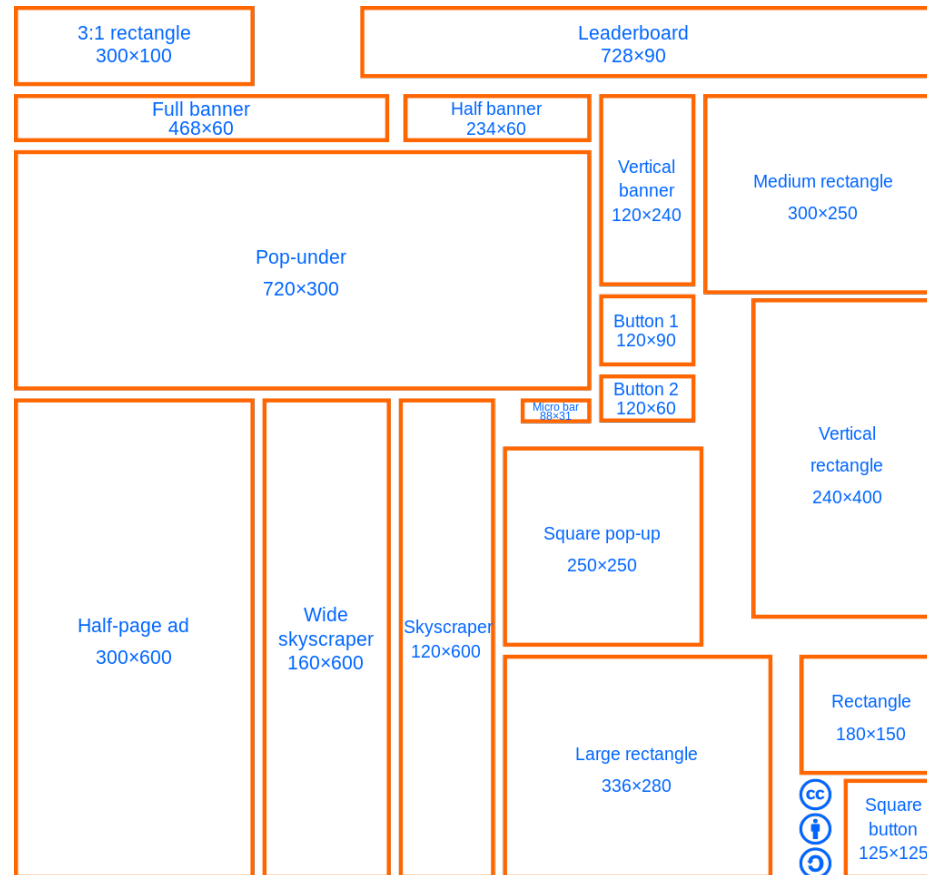 3:1 rectangle
300×100
Leaderboard
728×90
Full banner
468×60
Half banner
234×60
Vertical
banner
120×240
Medium rectangle
300×250
Pop-under
720×300
Button 1
120×90
Button 2
120×60
Micro bar
88×31
Vertical
rectangle
240×400
Square pop-up
250×250
Half-page ad
300×600
Wide
skyscraper
160×600
Skyscraper
120×600
Rectangle
180×150
Large rectangle
336×280
cc
Square
button
125×125